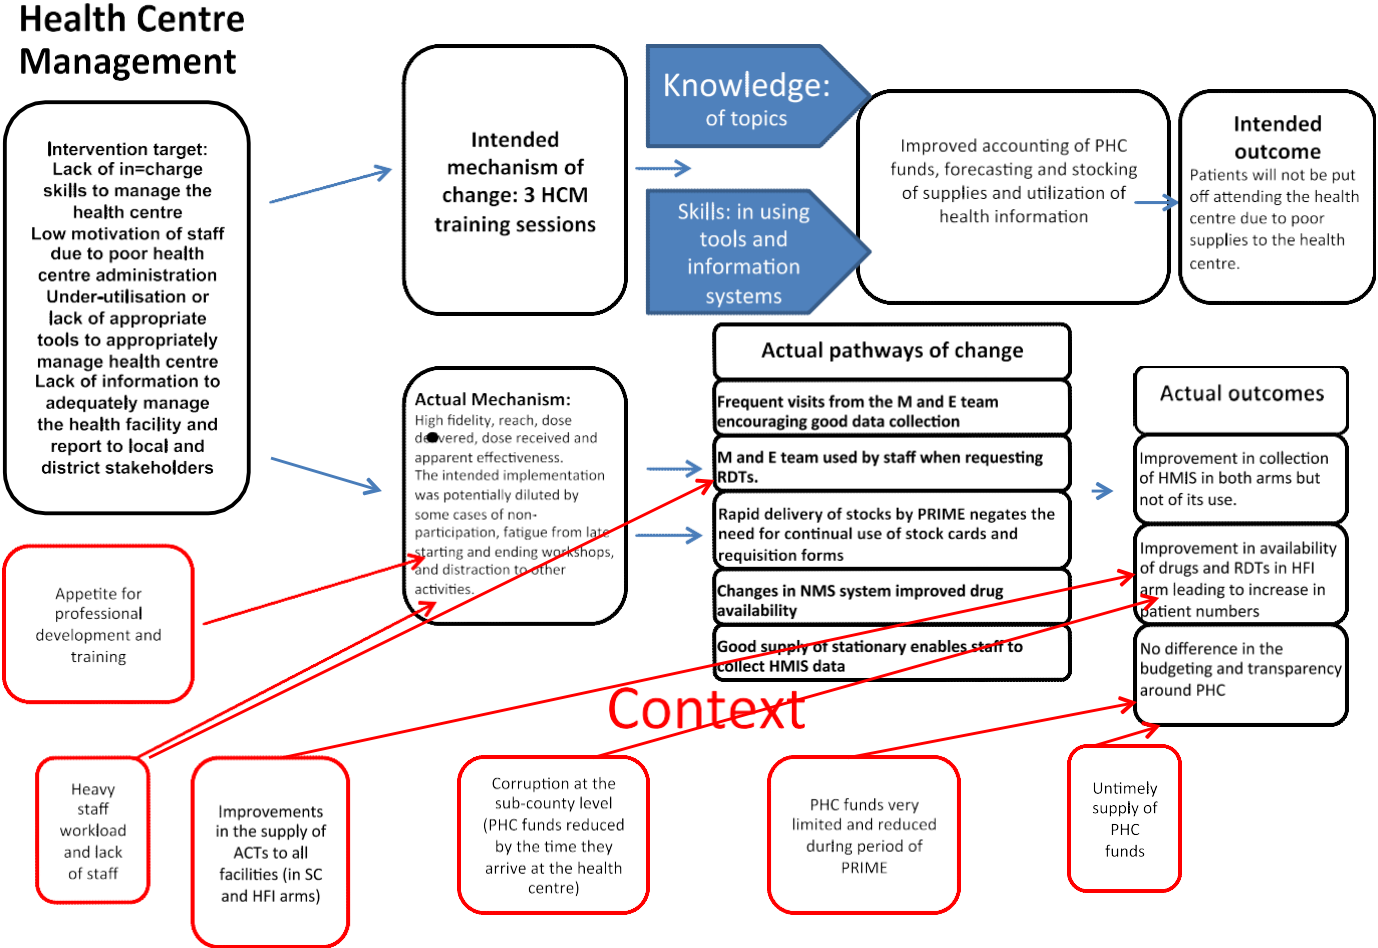 Health Centre
Management
Intervention target:
Lack of in=charge
skills to manage the
health centre
Low motivation of staff
due to poor health
centre administration
Under-utilisation or
lack of appropriate
tools to appropriately
manage health centre
Lack of information to
adequately manage
the health facility and
report to local and
district stakeholders
Intended
mechanism of
change: 3 HCM
training sessions
Knowledge:
of topics
Skills: in using
tools and
information
systems
Improved accounting of PHC
funds, forecasting and stocking
of supplies and utilization of
health information
Intended
outcome
Patients will not be put
off attending the health
centre due to poor
supplies to the health
centre.
Actual Mechanism:
High fidelity, reach, dose
delivered, dose received and
apparent effectiveness.
The intended implementation
was potentially diluted by
some cases of non-
participation, fatigue from late
starting and ending workshops,
and distraction to other
activities.
Actual pathways of change
Frequent visits from the M and E team
encouraging good data collection
M and E team used by staff when requesting
RDTs.
Rapid delivery of stocks by PRIME negates the
need for continual use of stock cards and
requisition forms
Changes in NMS system improved drug
availability
Good supply of stationary enables staff to
collect HMIS data
Actual outcomes
Improvement in collection
of HMIS in both arms but
not of its use.
Improvement in availability
of drugs and RDTs in HFI
arm leading to increase in
patient numbers
No difference in the
budgeting and transparency
around PHC
Context
Appetite for
professional
development and
training
Heavy
staff
workload
and lack
of staff
Improvements
in the supply of
ACTs to all
facilities (in SC
and HFI arms)
Corruption at the
sub-county level
(PHC funds reduced
by the time they
arrive at the health
centre)
PHC funds very
limited and reduced
during period of
PRIME
Untimely
supply of
PHC
funds